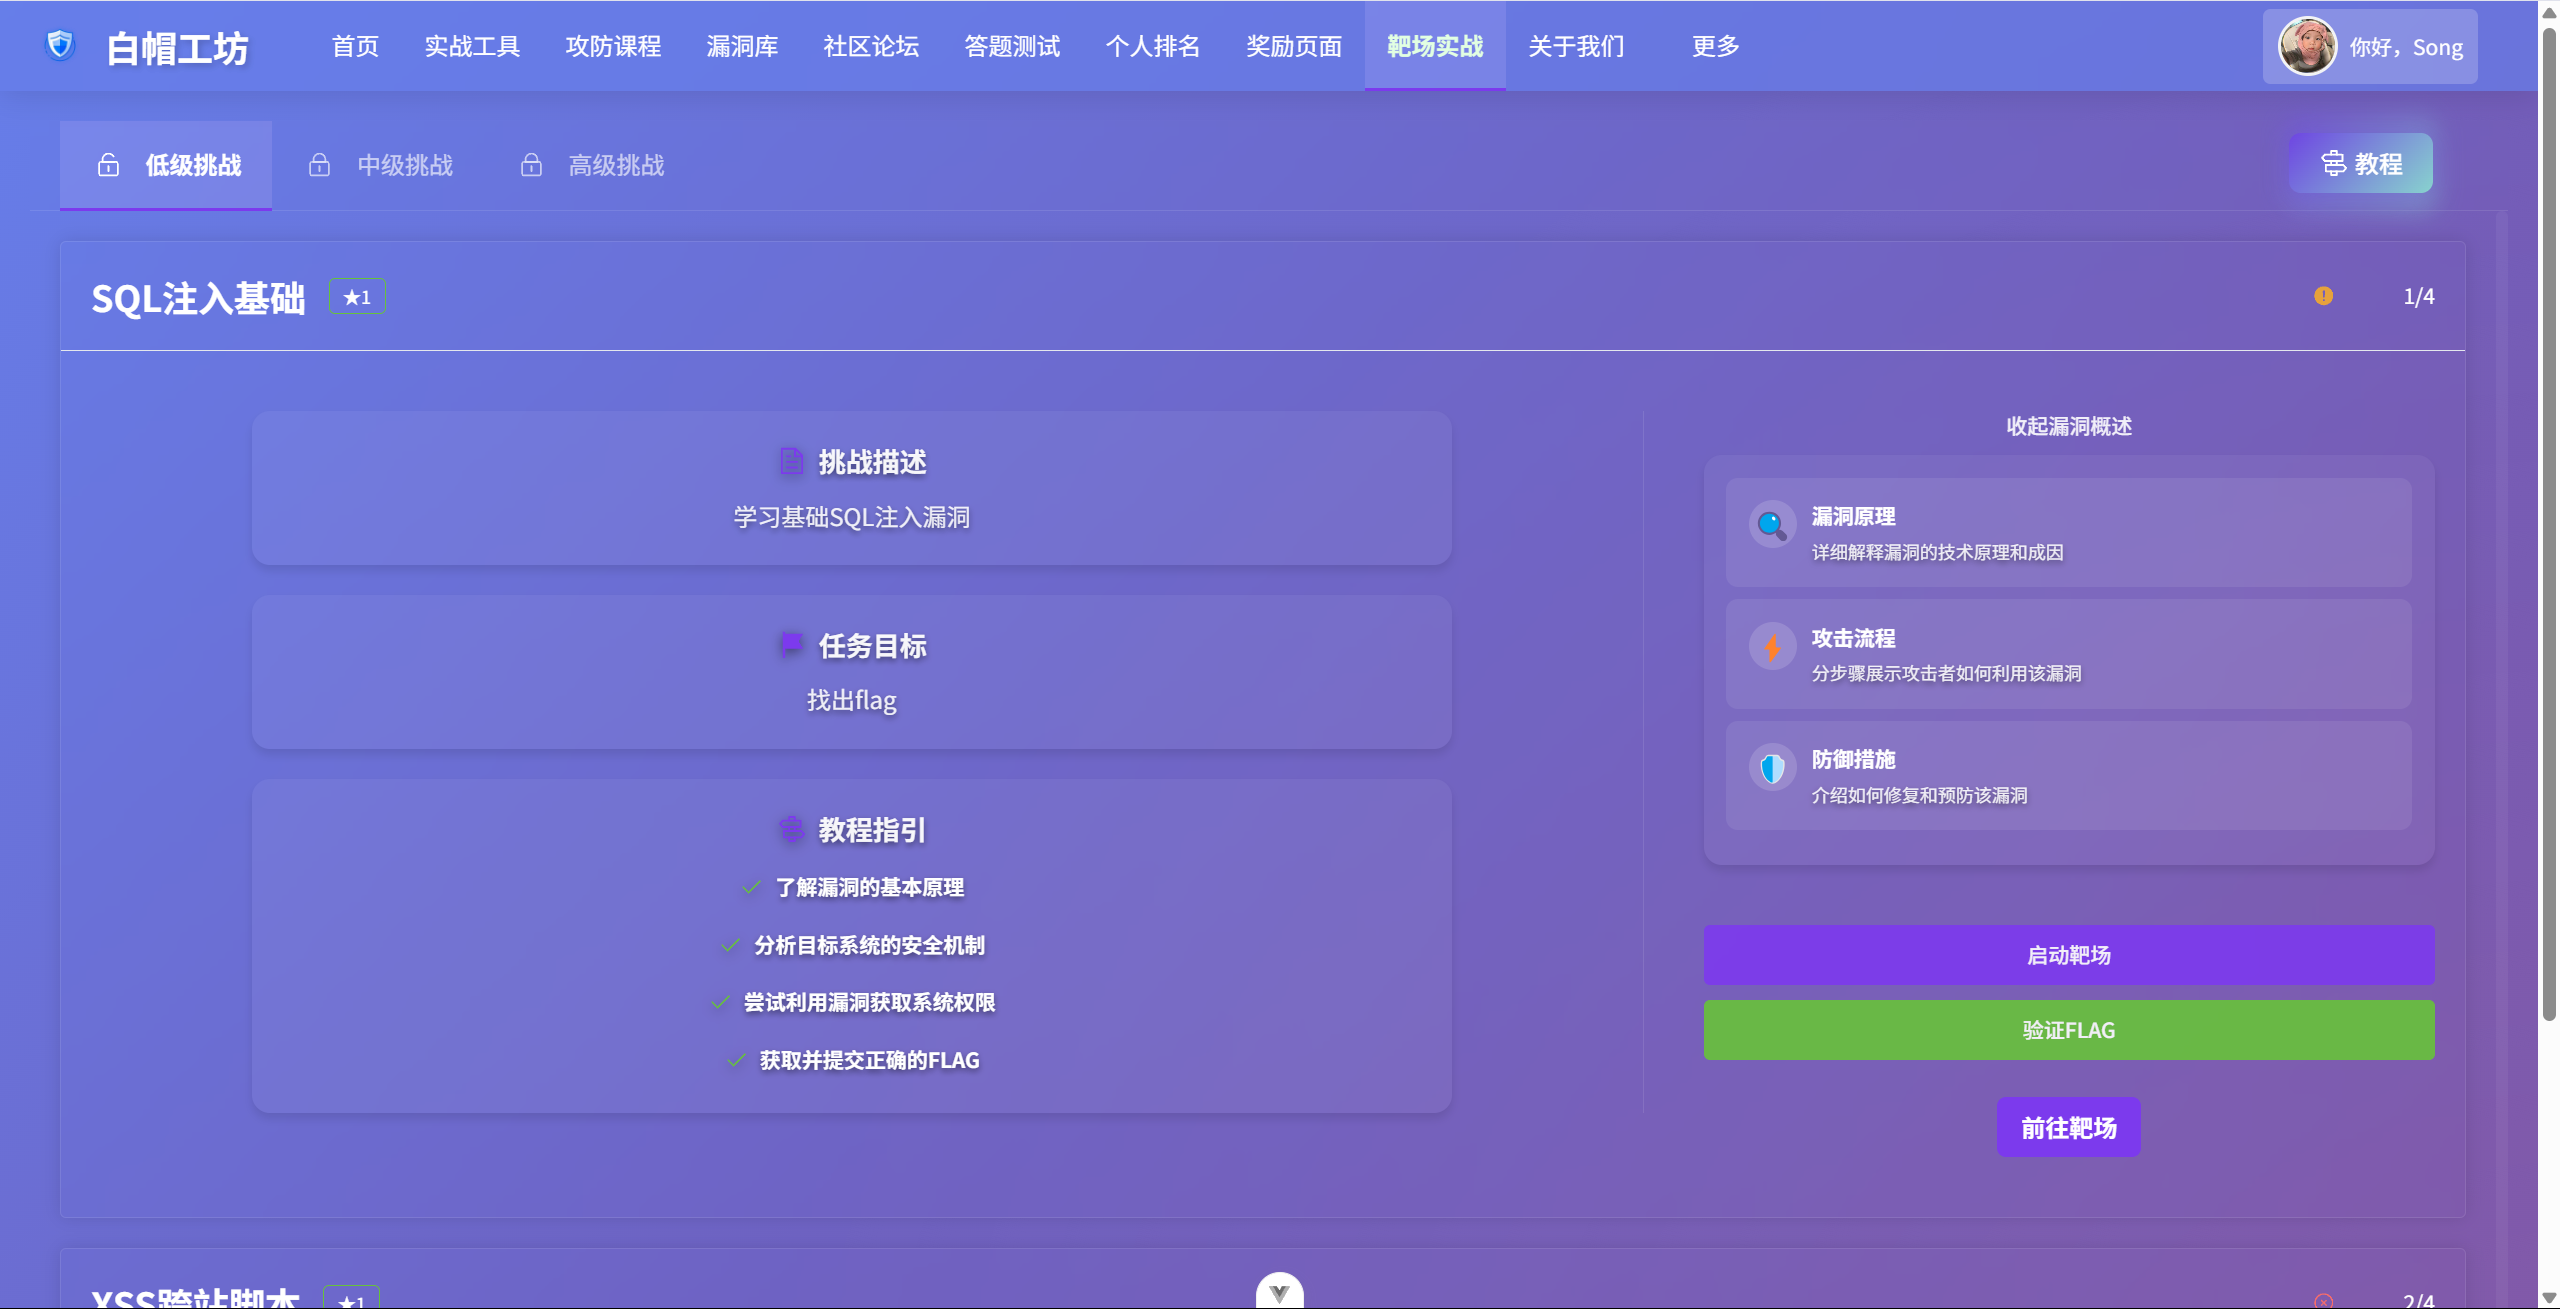 白帽工坊 首页 实战工具 攻防课程 漏洞库 社区论坛 答题测试 个人排名 奖励页面 靶场实战 关于我们 更多 你好，Song
低级挑战 中级挑战 高级挑战 教程
SQL注入基础 ★1 1/4
挑战描述
学习基础SQL注入漏洞
任务目标
找出flag
教程指引
了解漏洞的基本原理
分析目标系统的安全机制
尝试利用漏洞获取系统权限
获取并提交正确的FLAG
收起漏洞概述
漏洞原理
详细解释漏洞的技术原理和成因
攻击流程
分步骤展示攻击者如何利用该漏洞
防御措施
介绍如何修复和预防该漏洞
启动靶场
验证FLAG
前往靶场
XSS跨站脚本 ★1 2/4